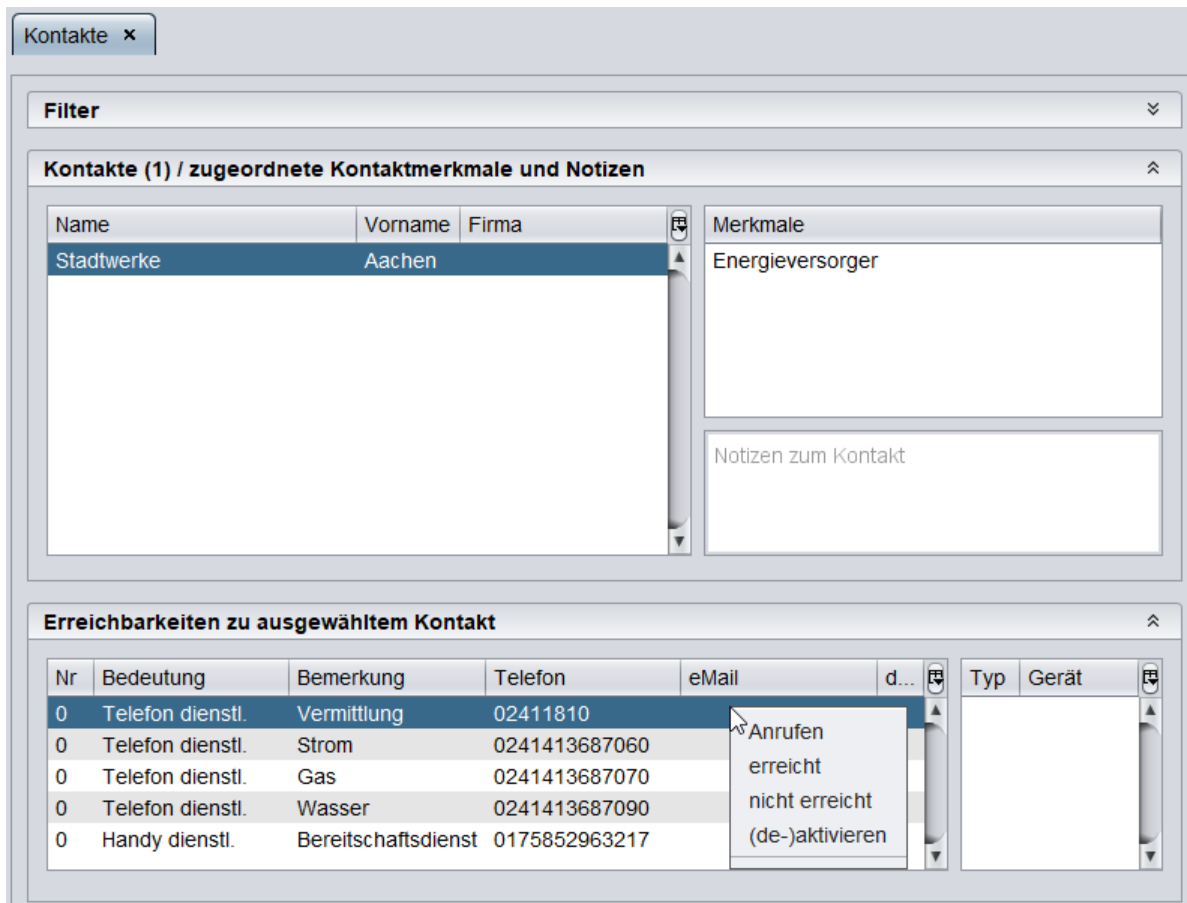 Kontakte ×
Filter
Kontakte (1) / zugeordnete Kontaktmerkmale und Notizen
Name Vorname Firma
Stadtwerke Aachen
Merkmale
Energieversorger
Notizen zum Kontakt
Erreichbarkeiten zu ausgewähltem Kontakt
Nr Bedeutung Bemerkung Telefon eMail d...
0 Telefon dienstl. Vermittlung 02411810
0 Telefon dienstl. Strom 0241413687060
0 Telefon dienstl. Gas 0241413687070
0 Telefon dienstl. Wasser 0241413687090
0 Handy dienstl. Bereitschaftsdienst 0175852963217
Anrufen
erreicht
nicht erreicht
(de-)aktivieren
Typ Gerät